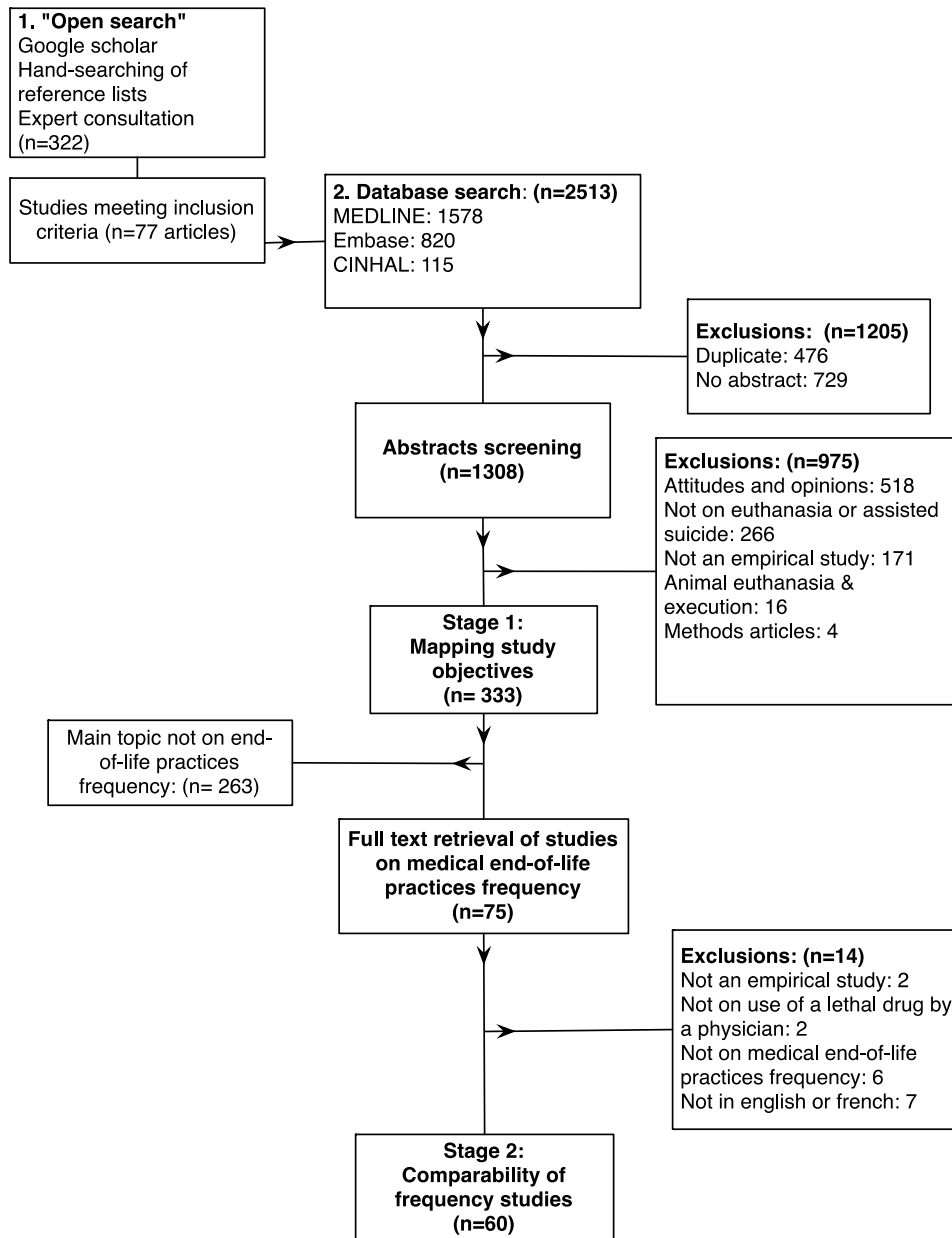 1. "Open search"
Google scholar
Hand-searching of
reference lists
Expert consultation
(n=322)
Studies meeting inclusion
criteria (n=77 articles)
2. Database search: (n=2513)
MEDLINE: 1578
Embase: 820
CINHAL: 115
Exclusions: (n=1205)
Duplicate: 476
No abstract: 729
Abstracts screening
(n=1308)
Exclusions: (n=975)
Attitudes and opinions: 518
Not on euthanasia or assisted
suicide: 266
Not an empirical study: 171
Animal euthanasia &
execution: 16
Methods articles: 4
Stage 1:
Mapping study
objectives
(n= 333)
Main topic not on end-
of-life practices
frequency: (n= 263)
Full text retrieval of studies
on medical end-of-life
practices frequency
(n=75)
Exclusions: (n=14)
Not an empirical study: 2
Not on use of a lethal drug by
a physician: 2
Not on medical end-of-life
practices frequency: 6
Not in english or french: 7
Stage 2:
Comparability of
frequency studies
(n=60)